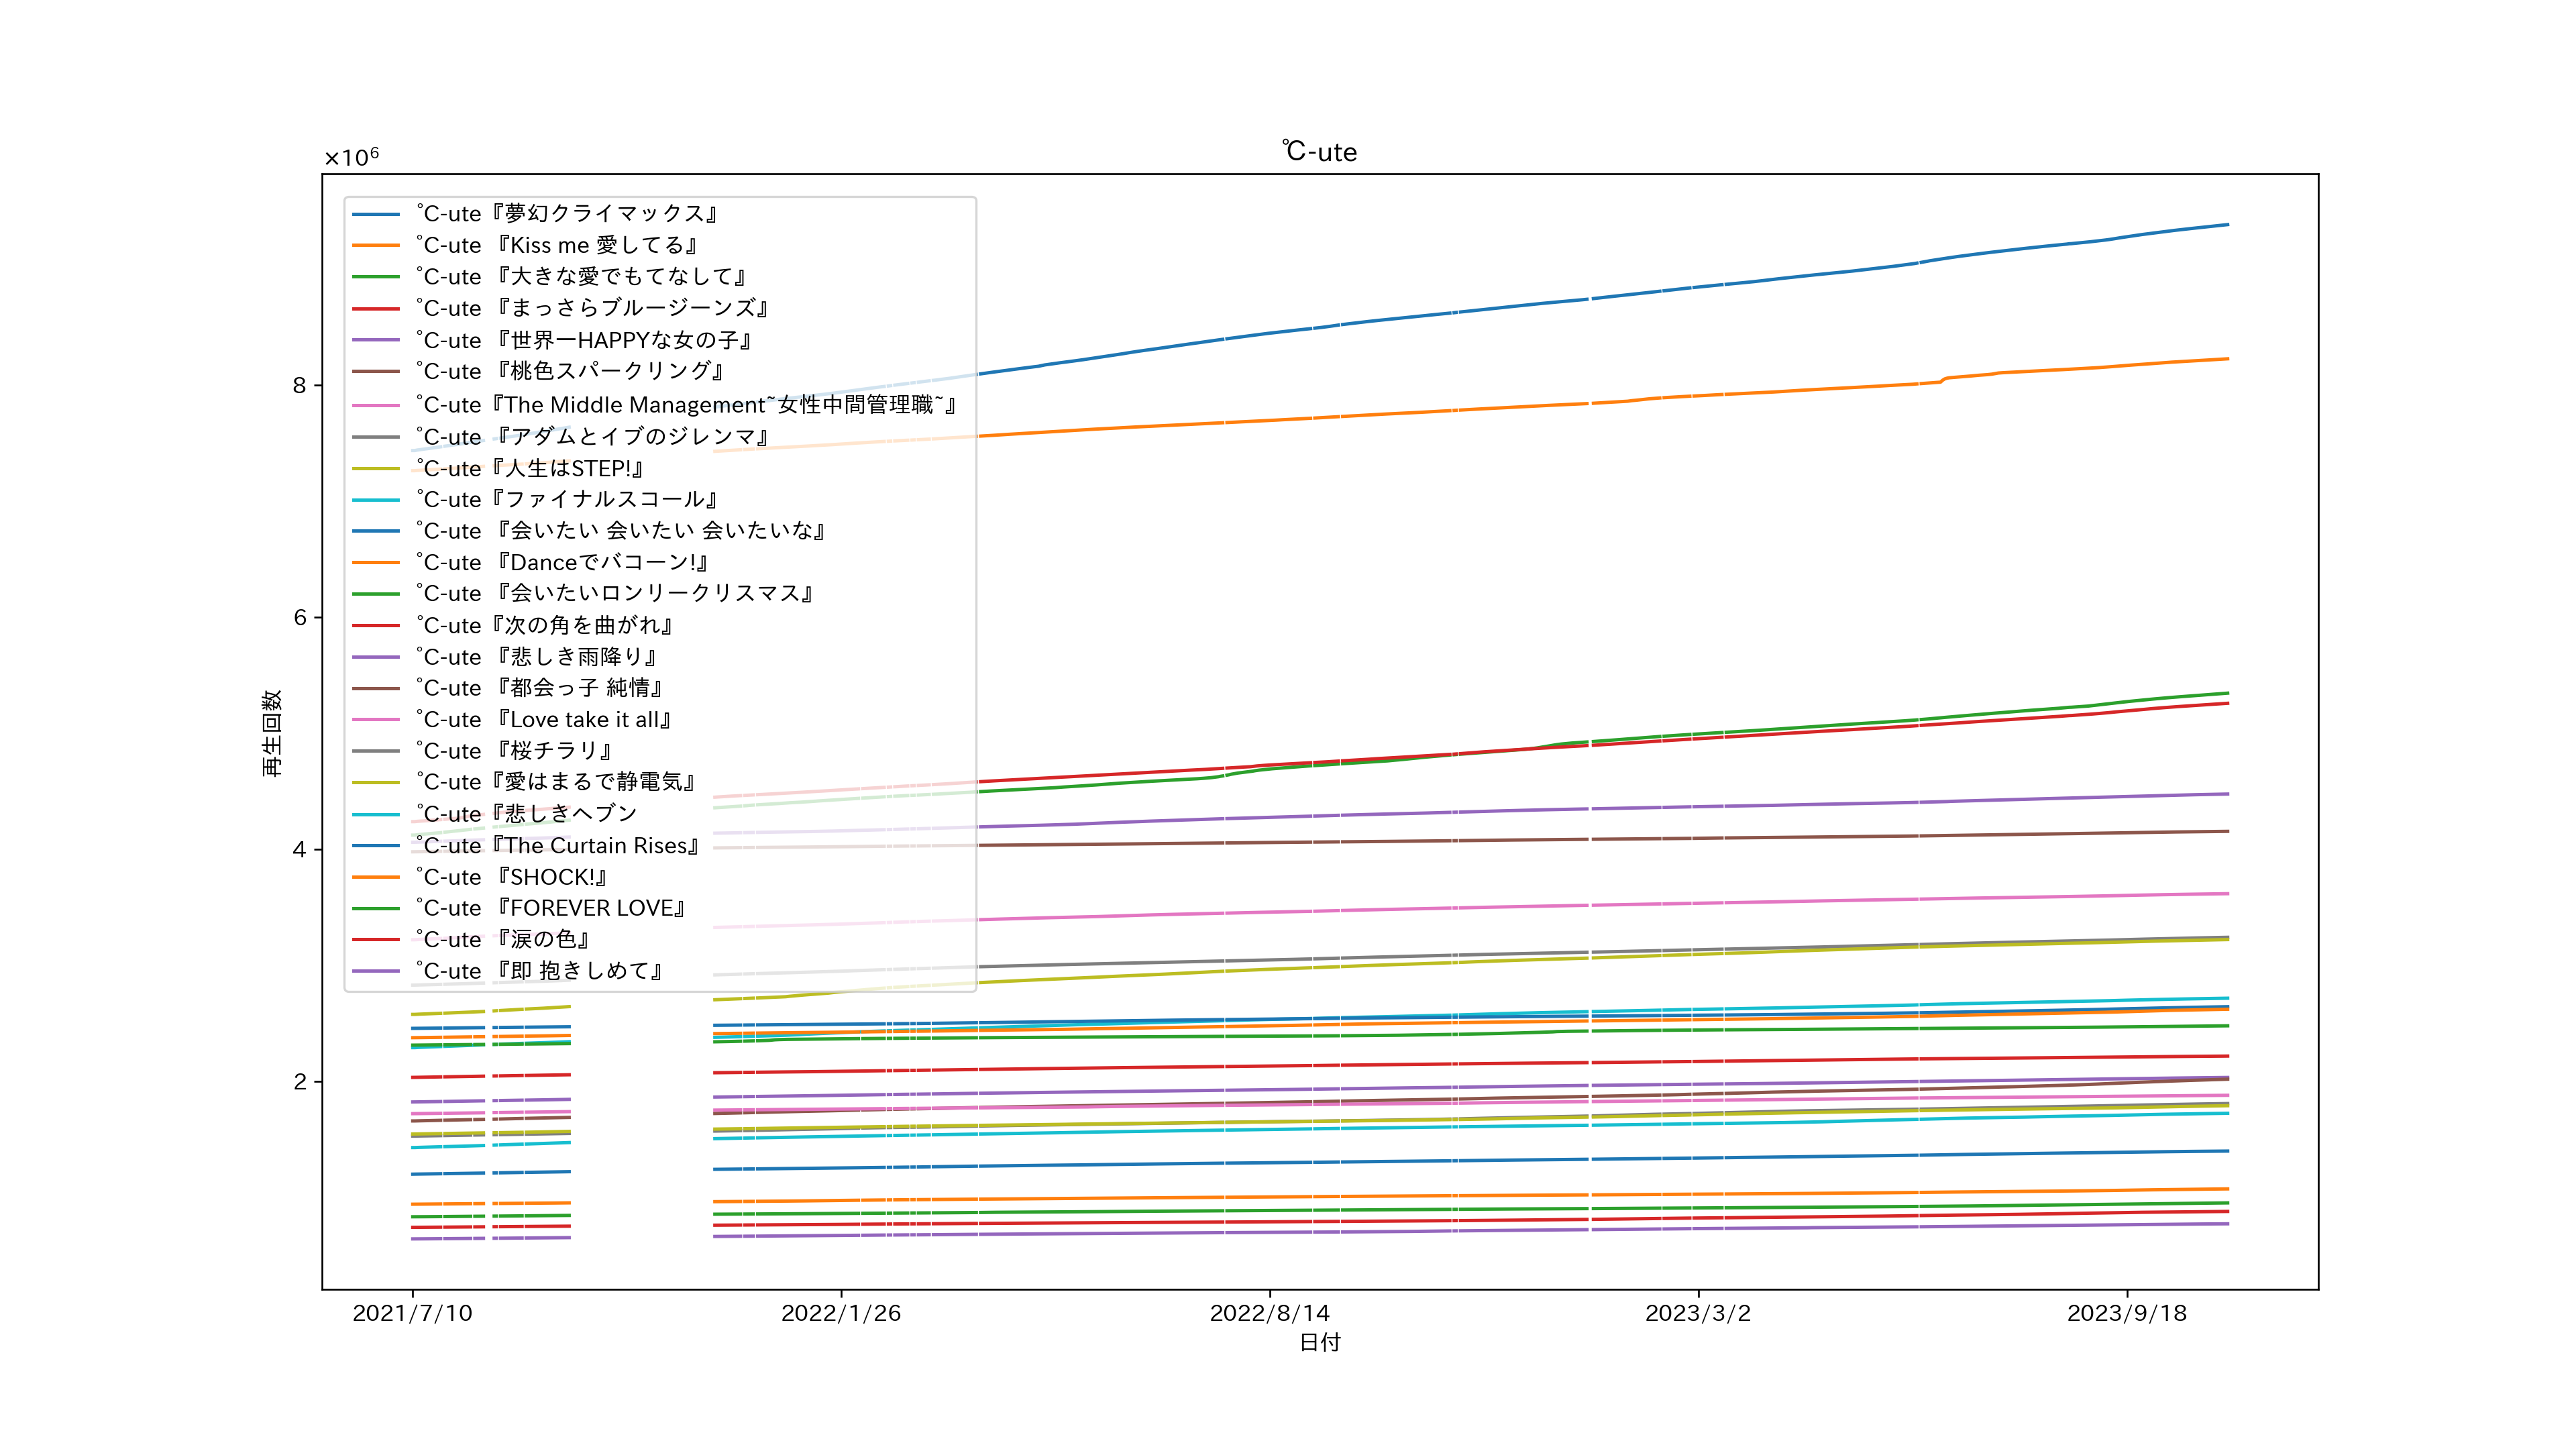 ℃-ute
×10⁶
°C-ute『夢幻クライマックス』
°C-ute 『Kiss me 愛してる』
°C-ute 『大きな愛でもてなして』
°C-ute 『まっさらブルージーンズ』
°C-ute 『世界一HAPPYな女の子』
°C-ute 『桃色スパークリング』
°C-ute『The Middle Management~女性中間管理職~』
°C-ute『アダムとイブのジレンマ』
°C-ute『人生はSTEP!』
°C-ute『ファイナルスコール』
°C-ute 『会いたい 会いたい 会いたいな』
°C-ute 『Danceでバコーン!』
°C-ute 『会いたいロンリークリスマス』
°C-ute『次の角を曲がれ』
°C-ute 『悲しき雨降り』
°C-ute 『都会っ子 純情』
°C-ute 『Love take it all』
°C-ute 『桜チラリ』
°C-ute 『愛はまるで静電気』
°C-ute『悲しきヘブン
°C-ute『The Curtain Rises』
°C-ute 『SHOCK!』
°C-ute 『FOREVER LOVE』
°C-ute 『涙の色』
°C-ute 『即 抱きしめて』
8
6
4
2
再生回数
2021/7/10
2022/1/26
2022/8/14
2023/3/2
2023/9/18
日付